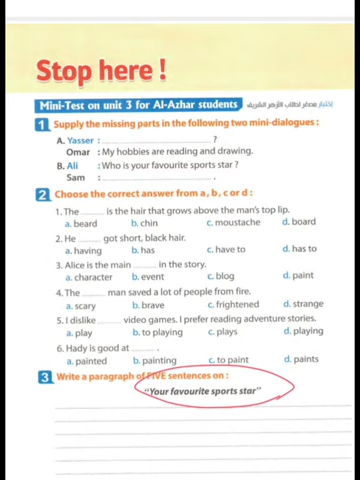 Stop here !
Mini-Test on unit 3 for Al-Azhar students اختبار مصغر لطلاب الأزهر الشريف
1 Supply the missing parts in the following two mini-dialogues :
A. Yasser : ........................................ ?
Omar : My hobbies are reading and drawing.
B. Ali : Who is your favourite sports star ?
Sam : ........................................ .
2 Choose the correct answer from a, b, c or d :
1. The ........ is the hair that grows above the man's top lip.
a. beard b. chin c. moustache d. board
2. He ........ got short, black hair.
a. having b. has c. have to d. has to
3. Alice is the main ........ in the story.
a. character b. event c. blog d. paint
4. The ........ man saved a lot of people from fire.
a. scary b. brave c. frightened d. strange
5. I dislike ........ video games. I prefer reading adventure stories.
a. play b. to playing c. plays d. playing
6. Hady is good at ........ .
a. painted b. painting c. to paint d. paints
3 Write a paragraph of FIVE sentences on :
"Your favourite sports star"